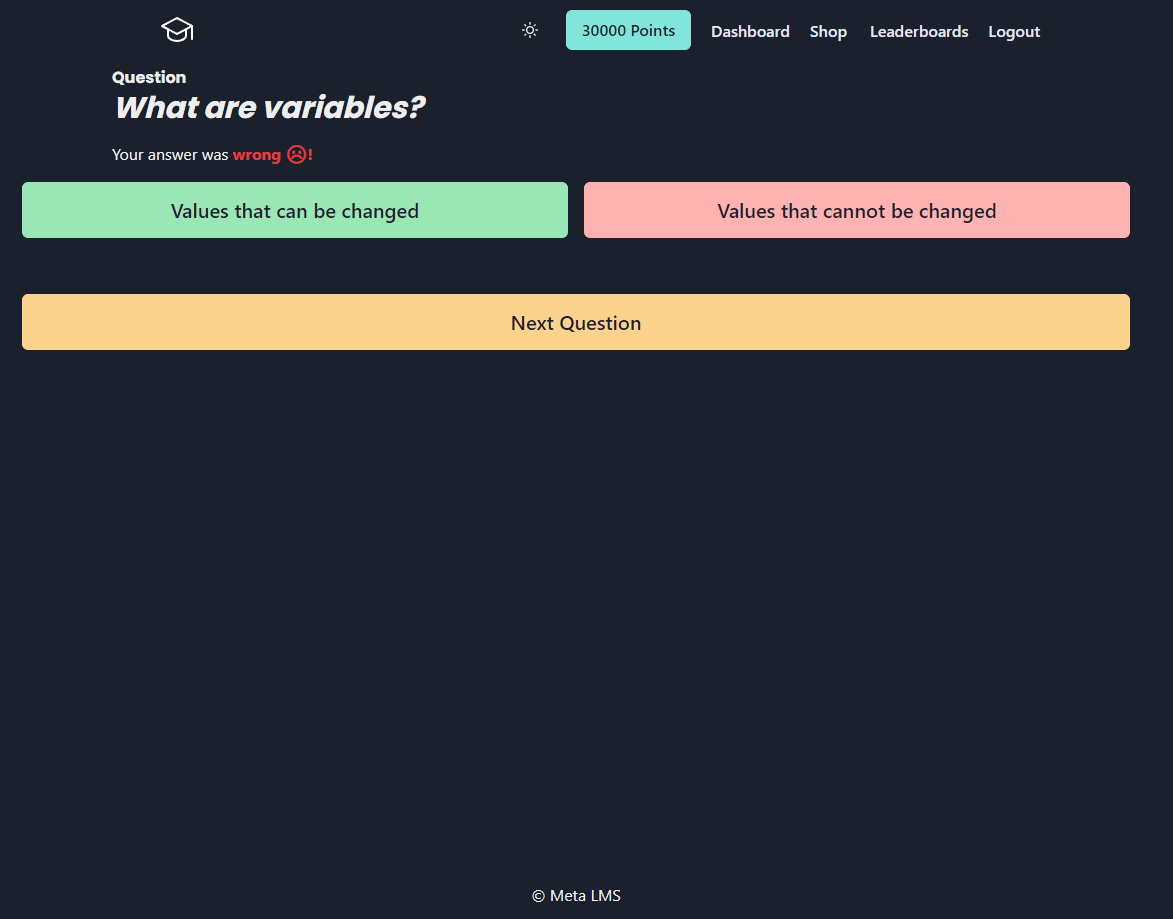 30000 Points Dashboard Shop Leaderboards Logout
Question
What are variables?
Your answer was wrong ☹!
Values that can be changed
Values that cannot be changed
Next Question
© Meta LMS